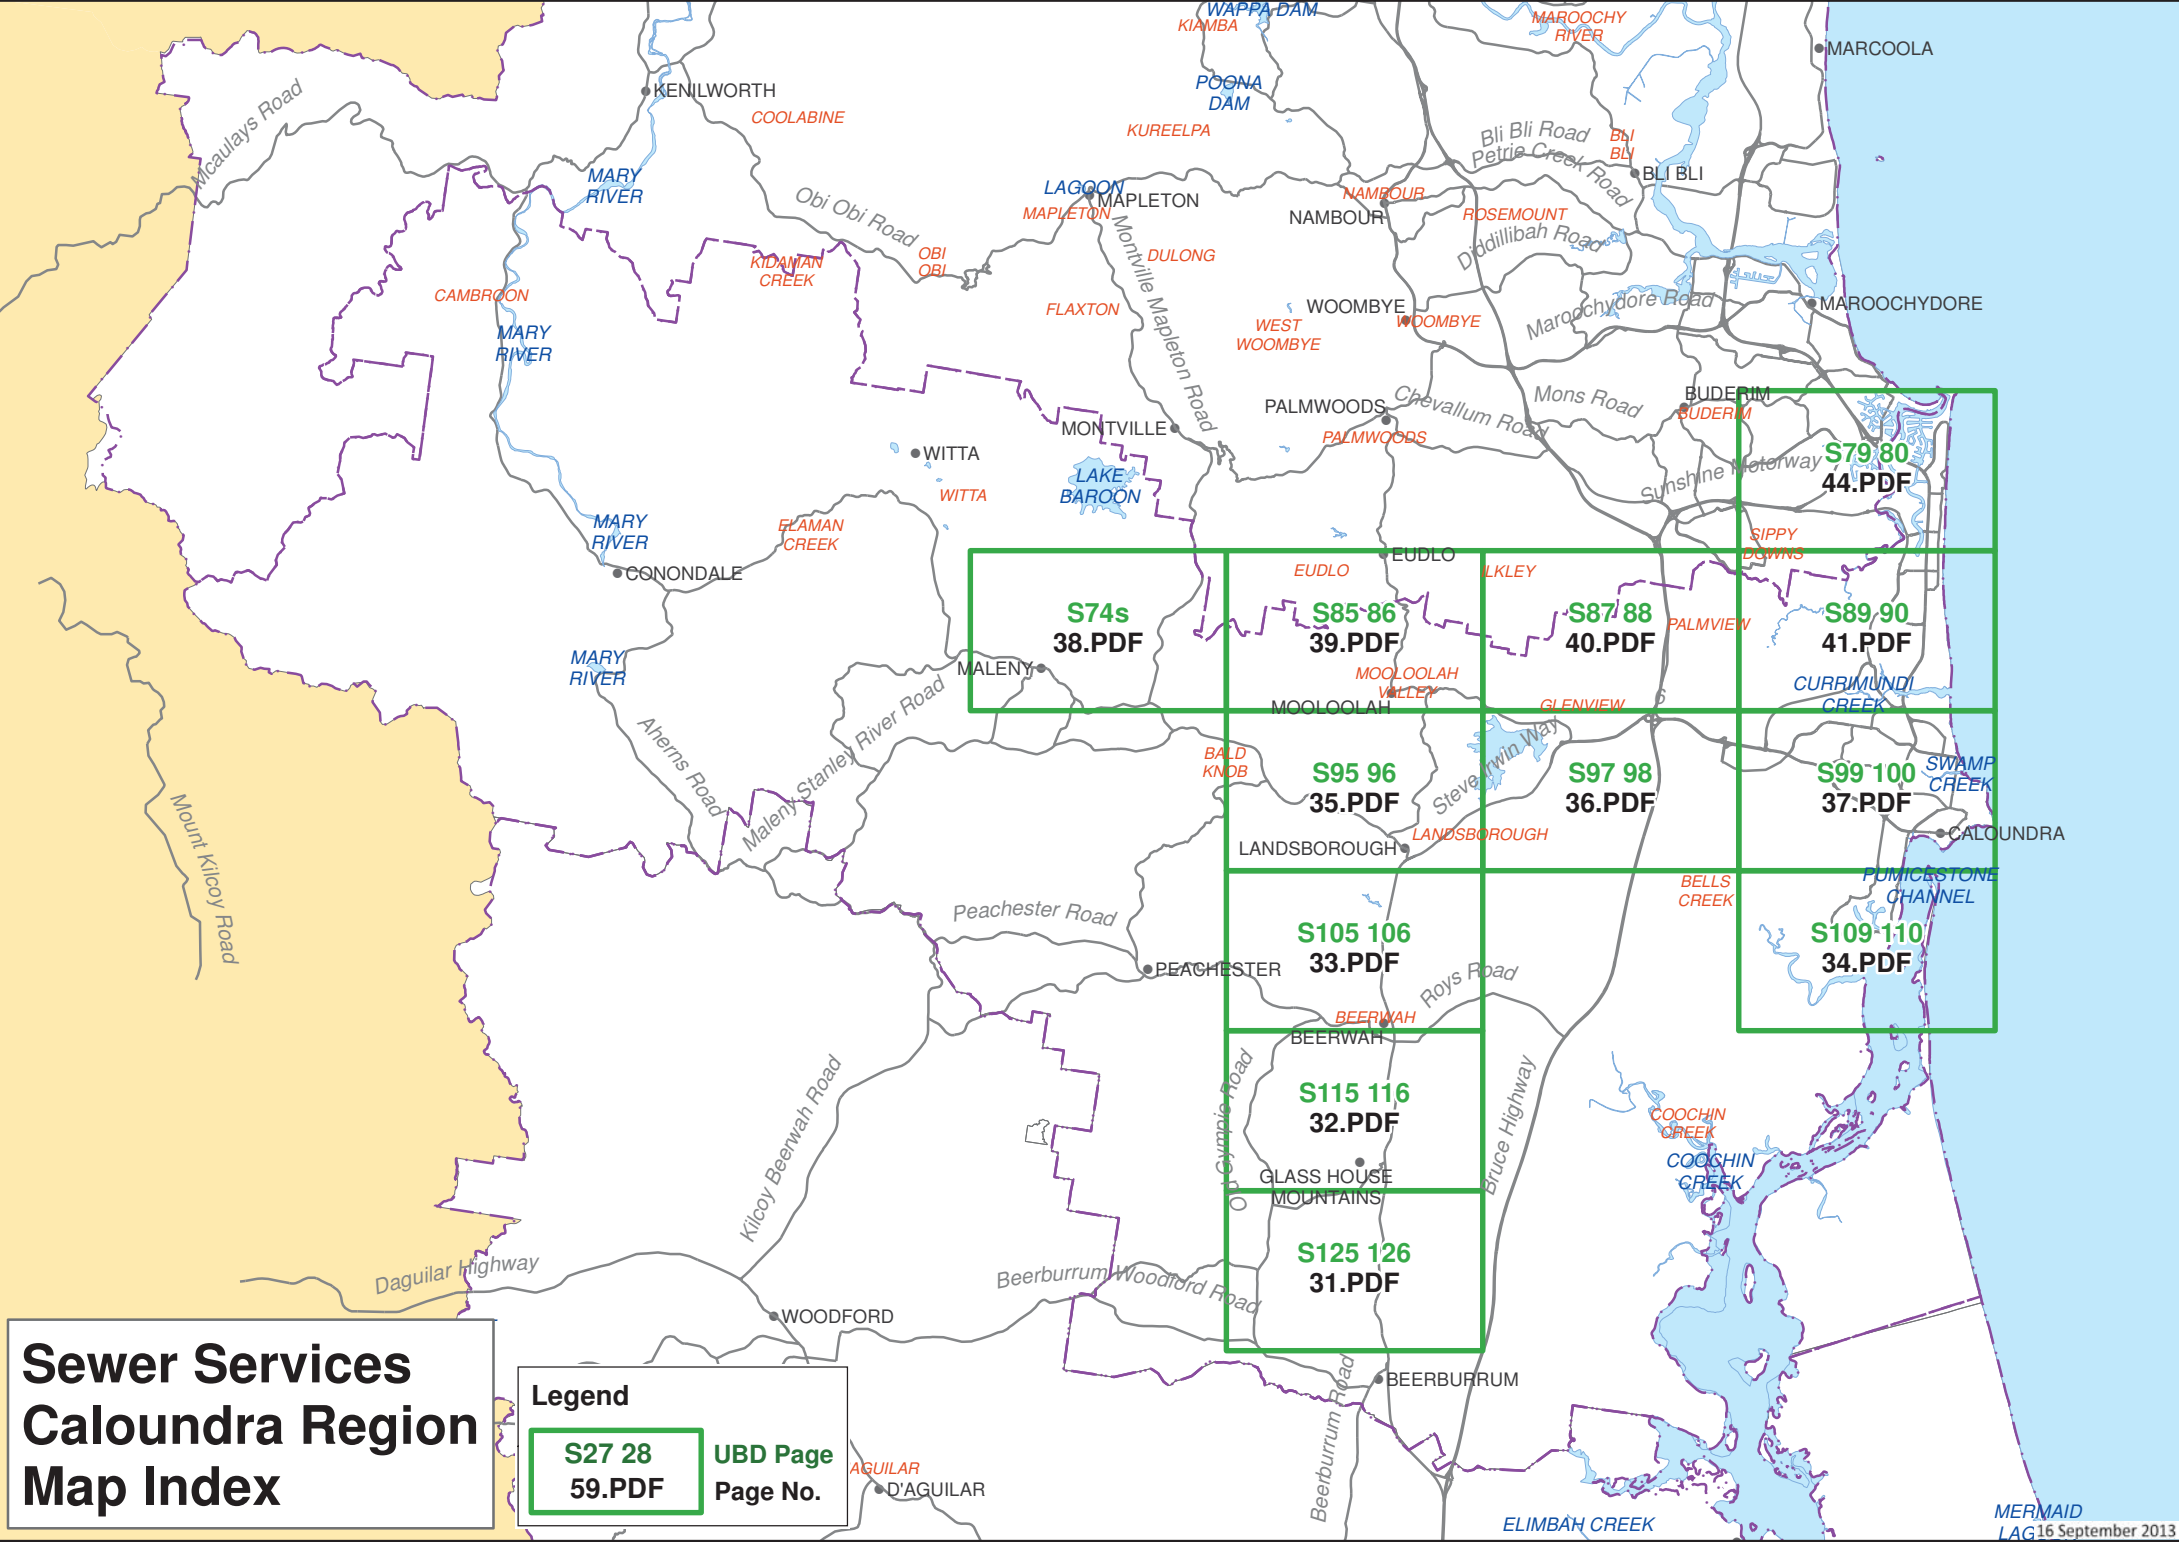 WAPPA DAM
KIAMBA
MAROOCHY
RIVER
MARCOOLA
POONA
DAM
KENILWORTH
COOLABINE
KUREELPA
Mcaulays Road
Bli Bli Road
Petrie Creek Road
BLI
BLI
BLI BLI
MARY
RIVER
LAGOON
MAPLETON
MAPLETON
NAMBOUR
NAMBOUR
ROSEMOUNT
Obi Obi Road
Diddillibah Road
OBI
OBI
KIDAMAN
CREEK
Montville Mapleton Road
DULONG
CAMBROON
FLAXTON
WOOMBYE
WOOMBYE
WEST
WOOMBYE
Maroochydore Road
MAROOCHYDORE
MARY
RIVER
Mons Road
BUDERIM
BUDERIM
PALMWOODS
PALMWOODS
Chevallum Road
MONTVILLE
WITTA
WITTA
LAKE
BAROON
Sunshine Motorway
S79 80
44.PDF
MARY
RIVER
ELAMAN
CREEK
SIPPY
DOWNS
CONONDALE
EUDLO
EUDLO
ILKLEY
S74s
38.PDF
S85 86
39.PDF
S87 88
40.PDF
PALMVIEW
S89 90
41.PDF
MARY
RIVER
MALENY
MOOLOOLAH
VALLEY
MOOLOOLAH
GLENVIEW
CURRIMUNDI
CREEK
Aherns Road
Maleny Stanley River Road
BALD
KNOB
S95 96
35.PDF
Steve Irwin Way
S97 98
36.PDF
S99 100
37.PDF
SWAMP
CREEK
CALOUNDRA
LANDSBOROUGH
LANDSBOROUGH
Mount Kilcoy Road
BELLS
CREEK
PUMICESTONE
CHANNEL
Peachester Road
PEACHESTER
S105 106
33.PDF
Roys Road
S109 110
34.PDF
BEERWAH
BEERWAH
Old Gympie Road
S115 116
32.PDF
Bruce Highway
COOCHIN
CREEK
COOCHIN
CREEK
Kilcoy Beerwah Road
GLASS HOUSE
MOUNTAINS
S125 126
31.PDF
Daguilar Highway
Beerburrum Woodford Road
WOODFORD
Beerburrum Road
BEERBURRUM
Sewer Services
Caloundra Region
Map Index
Legend
S27 28
59.PDF
UBD Page
Page No.
AGUILAR
D'AGUILAR
ELIMBAH CREEK
MERMAID
LAG
16 September 2013